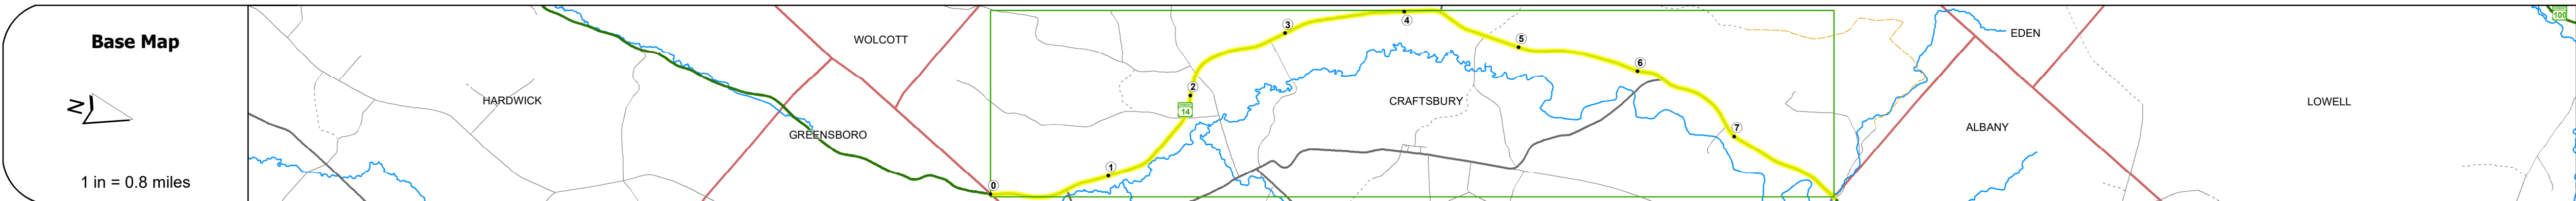 Base Map
N
1 in = 0.8 miles
HARDWICK
WOLCOTT
GREENSBORO
0
1
2
14
3
4
5
6
7
CRAFTSBURY
EDEN
ALBANY
LOWELL
100